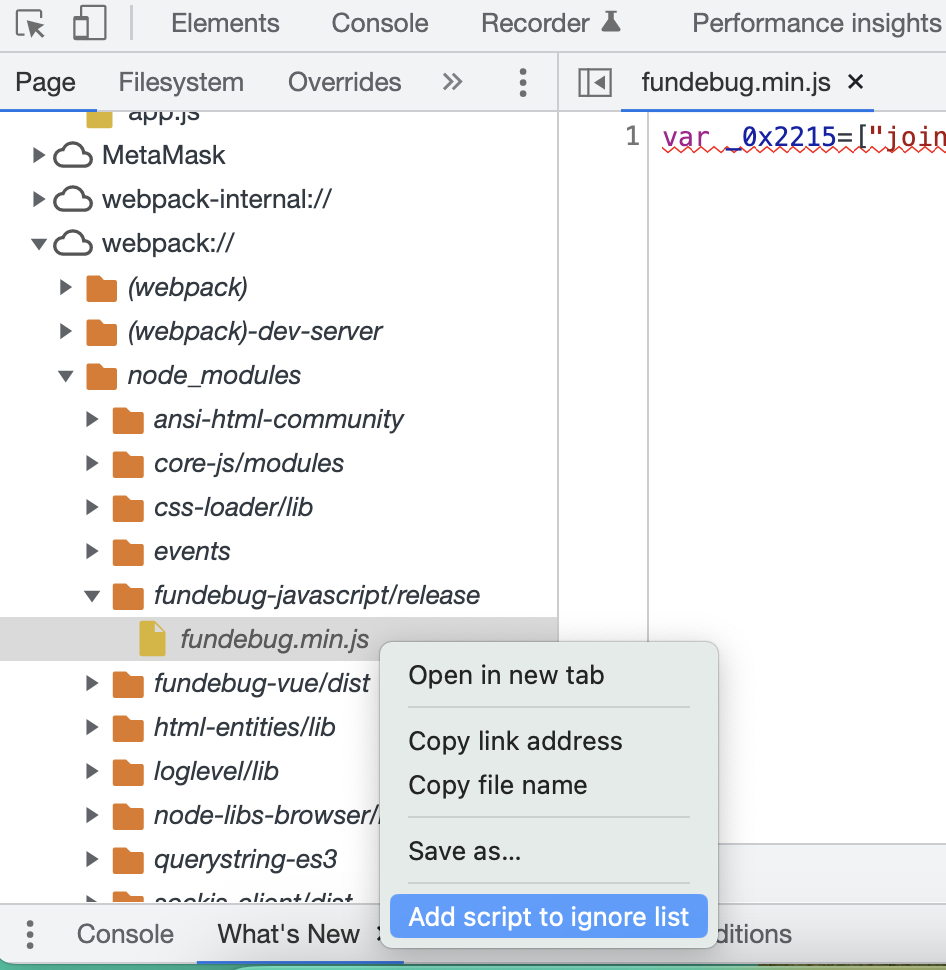 Elements Console Recorder Performance insights
Page Filesystem Overrides >> fundebug.min.js ×
app.js
1 var _0x2215=["join
MetaMask
webpack-internal://
webpack://
(webpack)
(webpack)-dev-server
node_modules
ansi-html-community
core-js/modules
css-loader/lib
events
fundebug-javascript/release
fundebug.min.js
Open in new tab
fundebug-vue/dist
html-entities/lib
Copy link address
loglevel/lib
Copy file name
node-libs-browser/
querystring-es3
Save as...
sockjs-client/dist
Add script to ignore list
Console What's New ditions